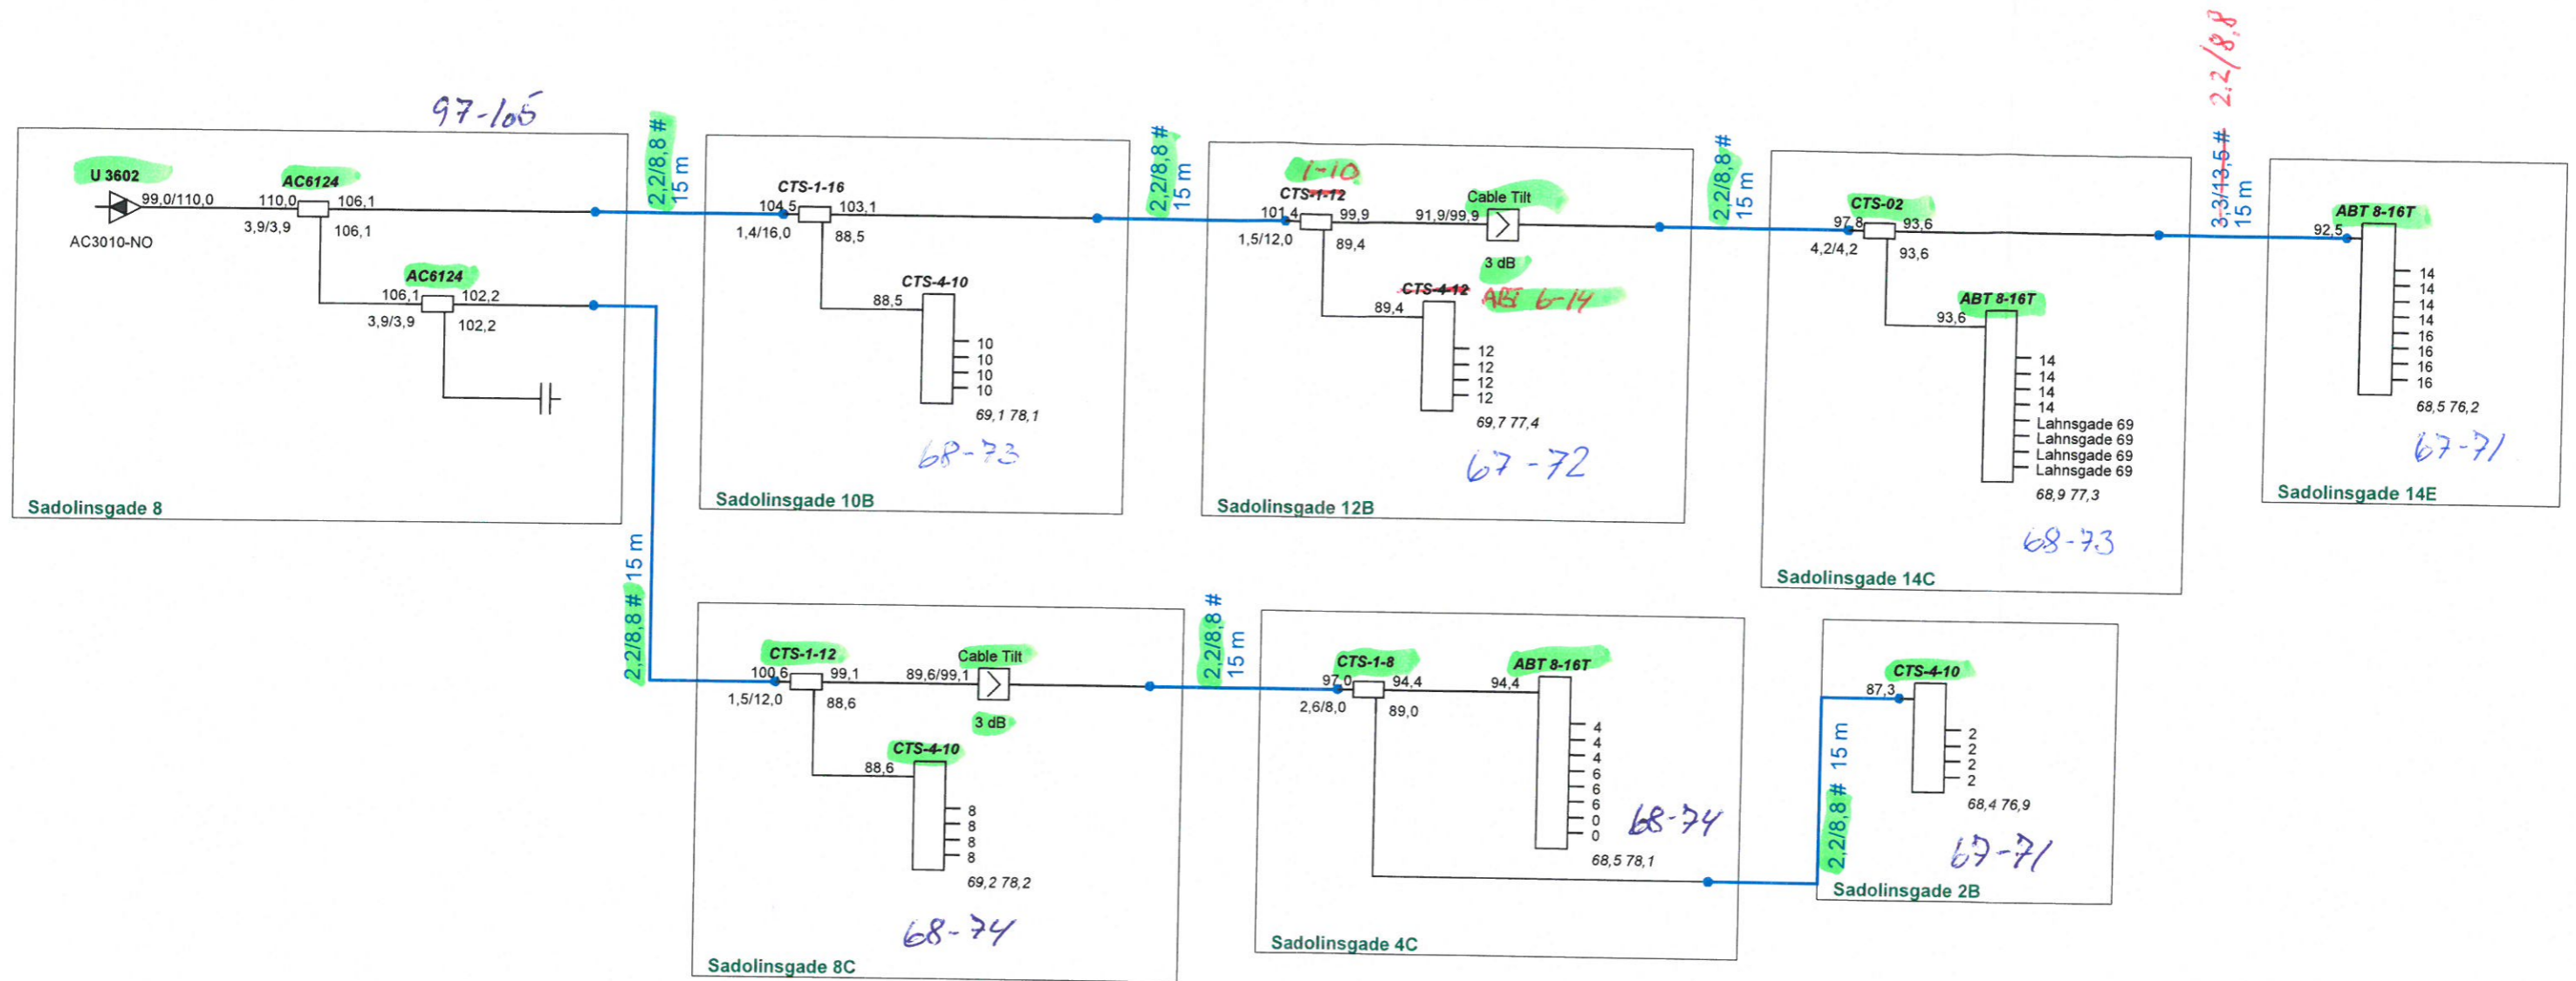 97-105
U 3602
99,0/110,0
AC3010-NO
AC6124
110,0
106,1
3,9/3,9
106,1
AC6124
106,1
102,2
3,9/3,9
102,2
Sadolinsgade 8
2,2/8,8 #
15 m
CTS-1-16
104,5
103,1
1,4/16,0
88,5
CTS-4-10
88,5
10
10
10
10
69,1 78,1
68-73
Sadolinsgade 10B
2,2/8,8 #
15 m
1-10
CTS-1-12
101,4
99,9
1,5/12,0
89,4
91,9/99,9
Cable Tilt
3 dB
CTS-4-12
ABT 6-14
89,4
12
12
12
12
69,7 77,4
67-72
Sadolinsgade 12B
2,2/8,8 #
15 m
CTS-02
97,8
93,6
4,2/4,2
93,6
ABT 8-16T
93,6
14
14
14
14
Lahnsgade 69
Lahnsgade 69
Lahnsgade 69
Lahnsgade 69
68,9 77,3
68-73
Sadolinsgade 14C
3,3/13,5 #
2.2/8,8
15 m
ABT 8-16T
92,5
14
14
14
14
16
16
16
16
68,5 76,2
67-71
Sadolinsgade 14E
2,2/8,8 # 15 m
CTS-1-12
100,6
99,1
1,5/12,0
88,6
89,6/99,1
Cable Tilt
3 dB
CTS-4-10
88,6
8
8
8
8
69,2 78,2
68-74
Sadolinsgade 8C
2,2/8,8 #
15 m
CTS-1-8
97,0
94,4
2,6/8,0
89,0
ABT 8-16T
94,4
4
4
4
6
6
6
0
0
68,5 78,1
68-74
Sadolinsgade 4C
2,2/8,8 # 15 m
CTS-4-10
87,3
2
2
2
2
68,4 76,9
67-71
Sadolinsgade 2B